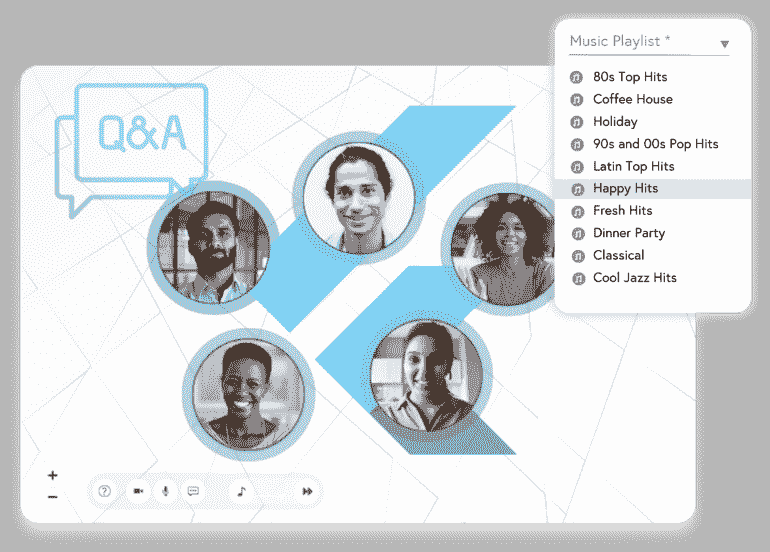 Music Playlist *
80s Top Hits
Coffee House
Holiday
90s and 00s Pop Hits
Latin Top Hits
Happy Hits
Fresh Hits
Dinner Party
Classical
Cool Jazz Hits
Q&A